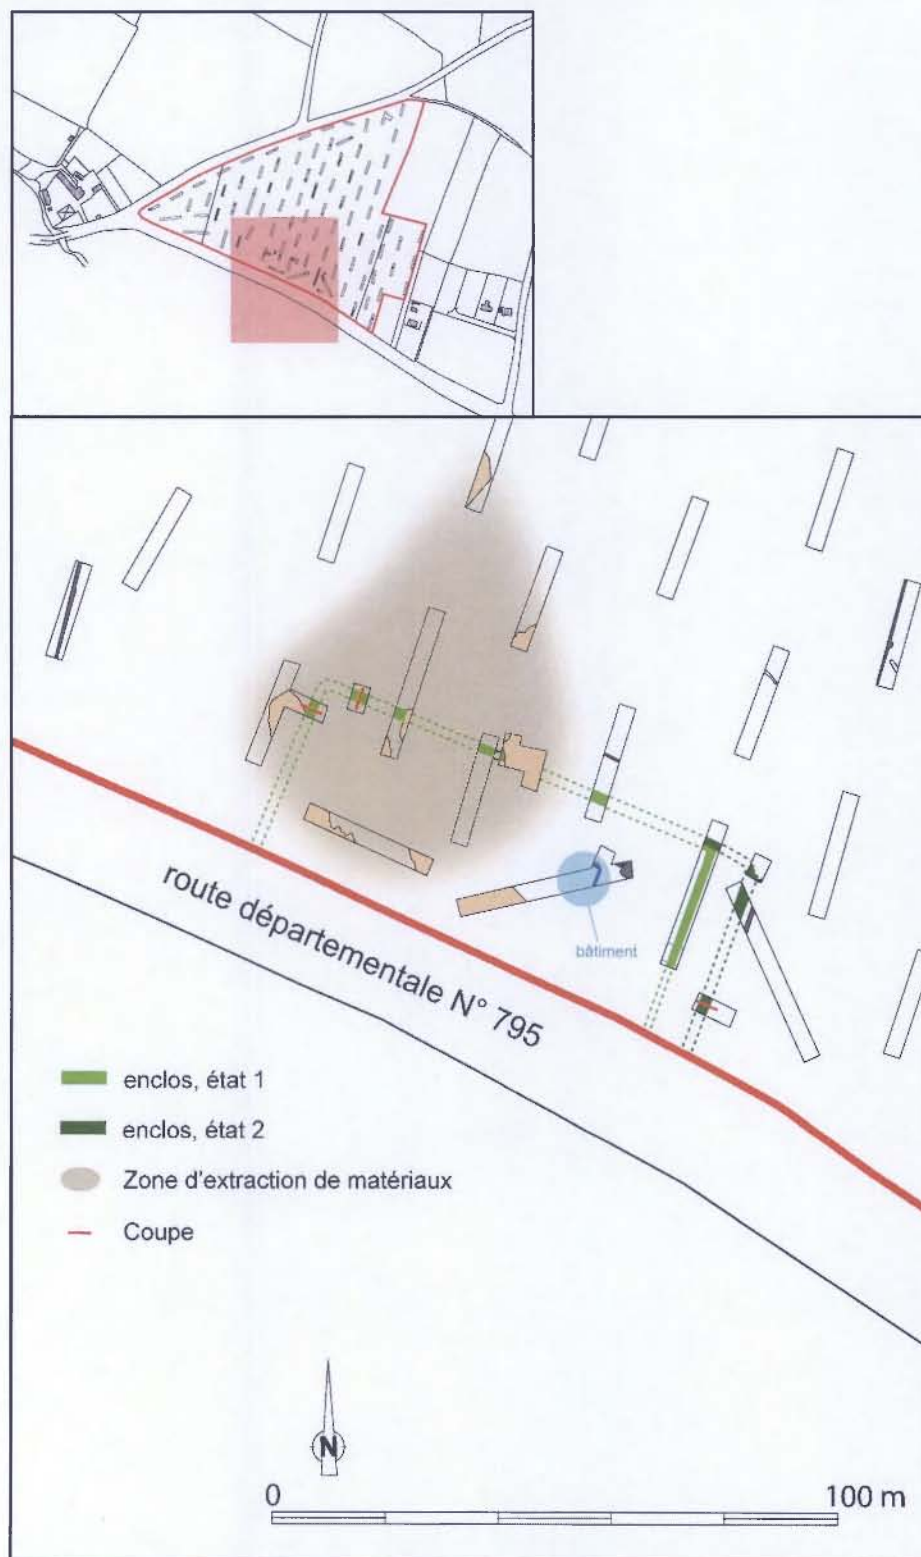 bâtiment
route départementale N° 795
enclos, état 1
enclos, état 2
Zone d'extraction de matériaux
Coupe
N
0 100 m